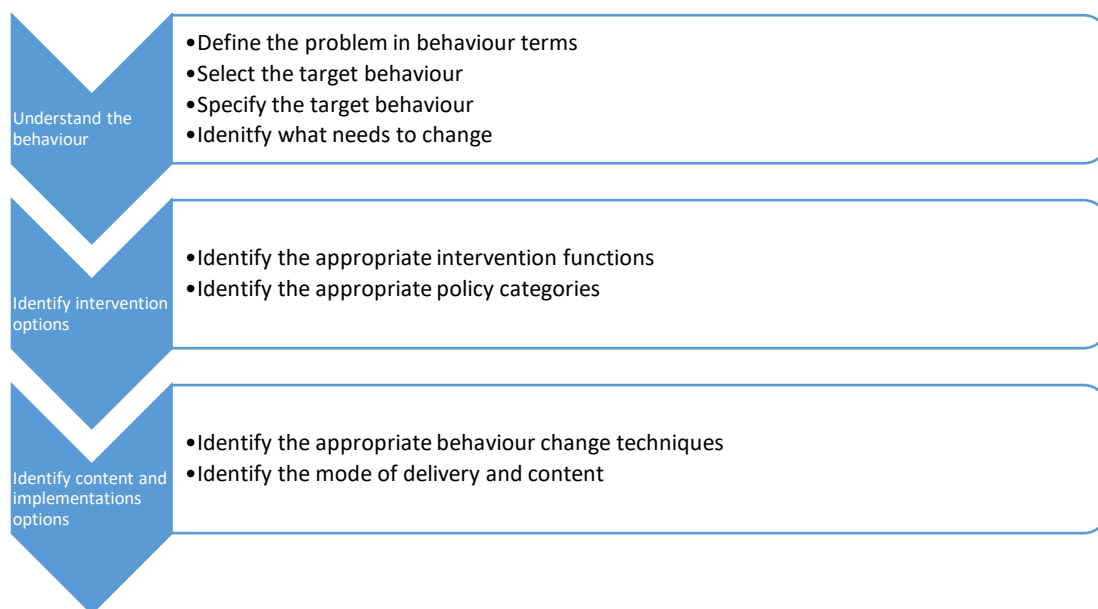 Understand the
behaviour
•Define the problem in behaviour terms
•Select the target behaviour
•Specify the target behaviour
•Idenitfy what needs to change
Identify intervention
options
•Identify the appropriate intervention functions
•Identify the appropriate policy categories
Identify content and
implementations
options
•Identify the appropriate behaviour change techniques
•Identify the mode of delivery and content